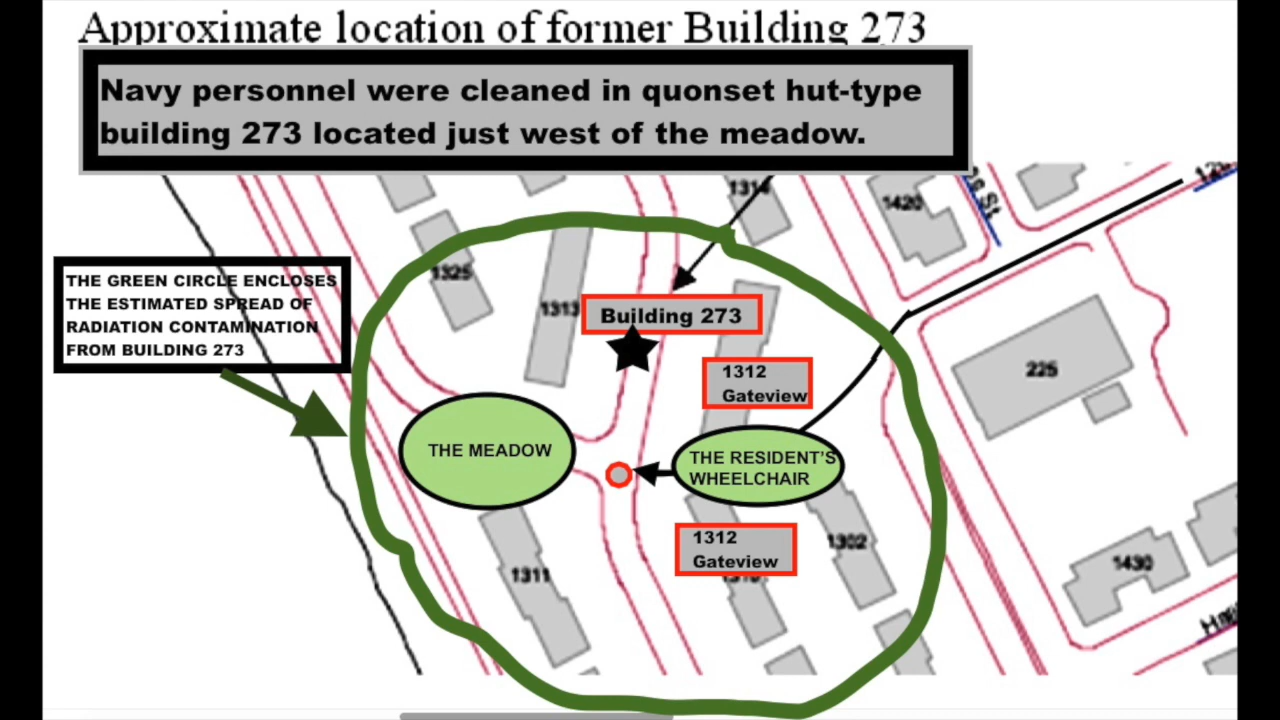 Approximate location of former Building 273
Navy personnel were cleaned in quonset hut-type
building 273 located just west of the meadow.
1314
1420
THE GREEN CIRCLE ENCLOSES
THE ESTIMATED SPREAD OF
RADIATION CONTAMINATION
FROM BUILDING 273
1325
1313
Building 273
1312
Gateview
225
THE MEADOW
THE RESIDENT'S
WHEELCHAIR
1312
Gateview
1302
1311
1430